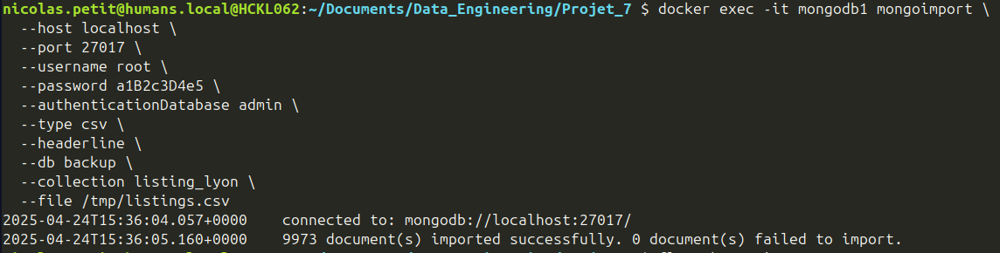 nicolas.petit@humans.local@HCKL062:~/Documents/Data_Engineering/Projet_7 $ docker exec -it mongodb1 mongoimport \
  --host localhost \
  --port 27017 \
  --username root \
  --password a1B2c3D4e5 \
  --authenticationDatabase admin \
  --type csv \
  --headerline \
  --db backup \
  --collection listing_lyon \
  --file /tmp/listings.csv
2025-04-24T15:36:04.057+0000    connected to: mongodb://localhost:27017/
2025-04-24T15:36:05.160+0000    9973 document(s) imported successfully. 0 document(s) failed to import.